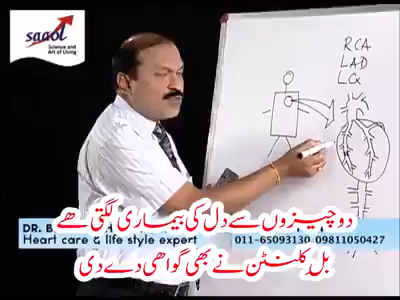 saaol
Science and
Art of Living
RCA
LAD
LCx
DR. B
Heart care & life style expert
011-65093130 09811050427
دو چیزوں سے دل کی بیماری لگتی ھے
بل کلنٹن نے بھی گواھی دے دی